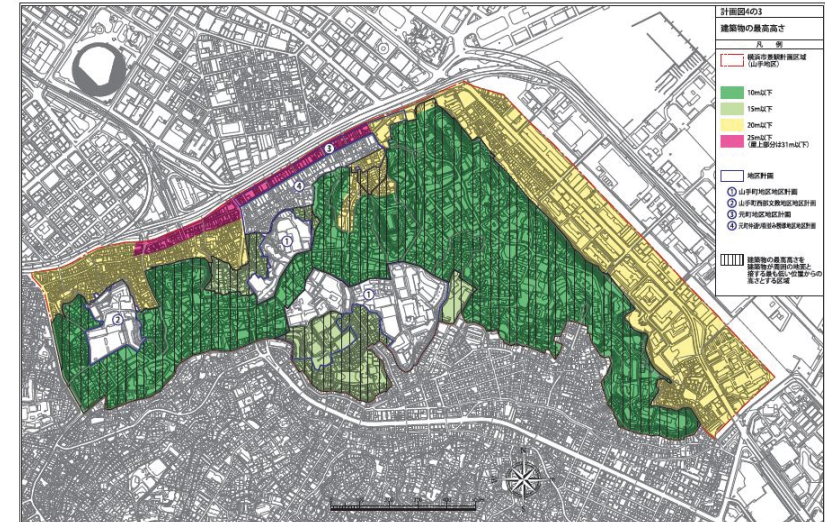 計画図4の3
建築物の最高高さ
凡 例
横浜市景観計画区域
(山手地区)
10m以下
15m以下
20m以下
25m以下
(屋上部分は31m以下)
地区計画
① 山手町地区地区計画
② 山手町西部文教地区地区計画
③ 元町地区地区計画
④ 元町仲通り街並み誘導地区地区計画
建築物の最高高さを
建築物が周囲の地面と
接する最も低い位置からの
高さとする区域
③
④
①
①
②
N